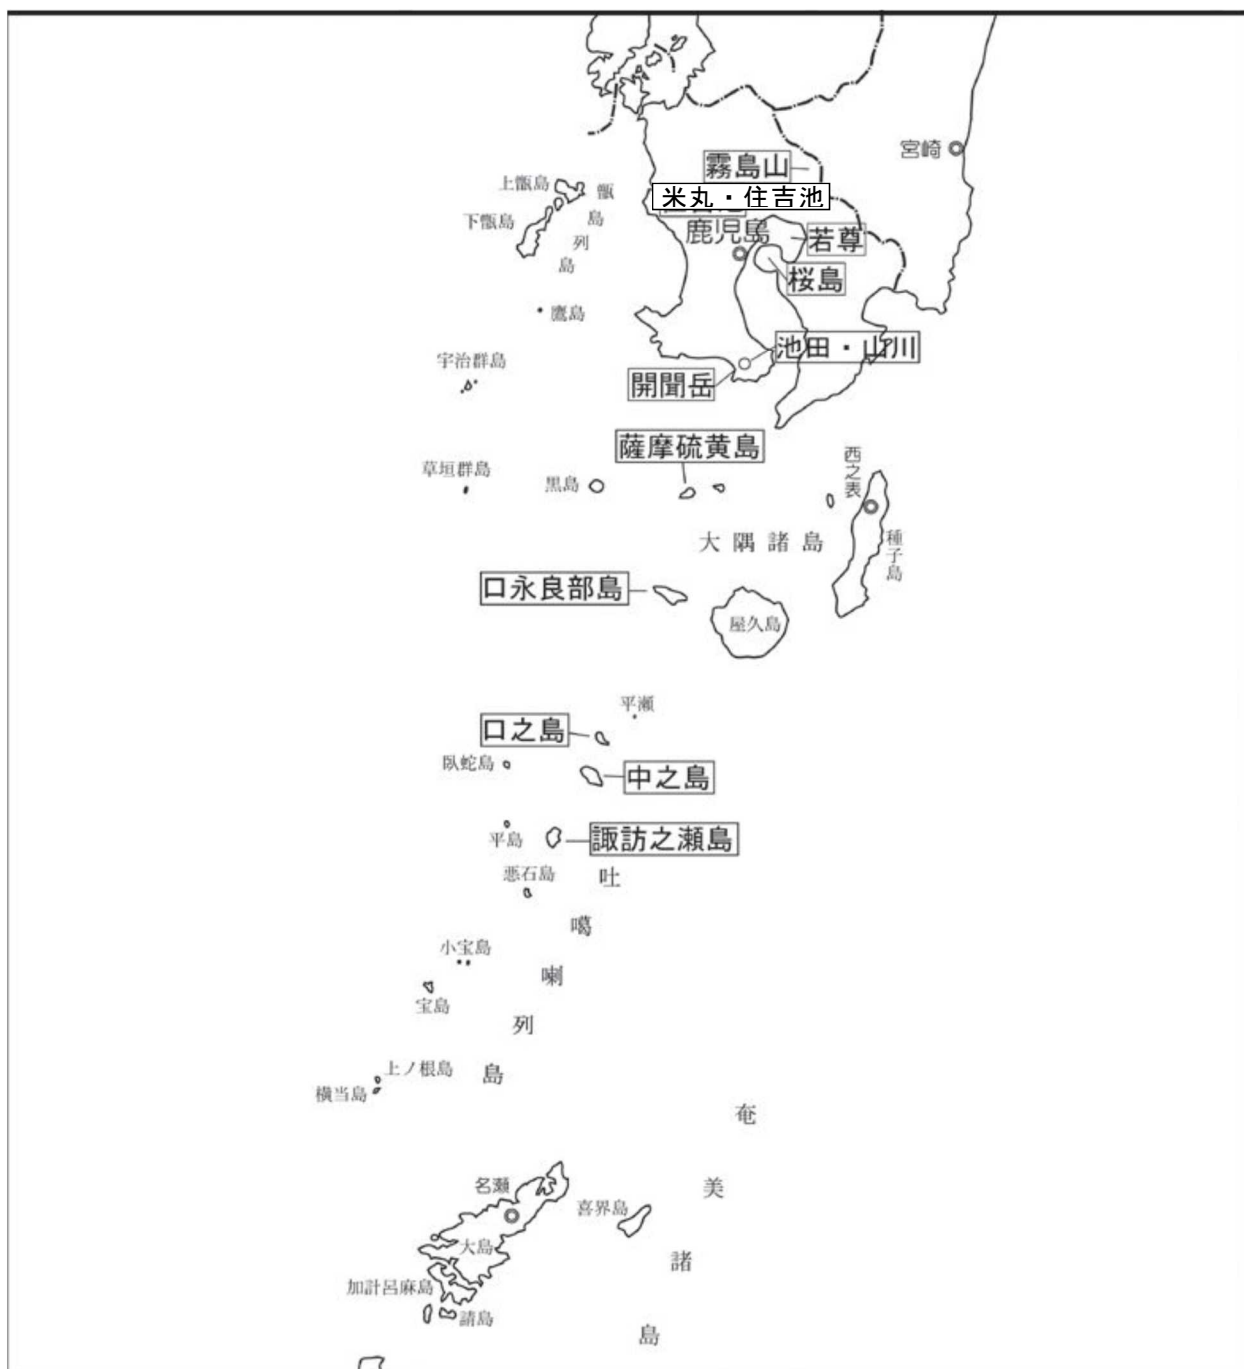 宮崎
霧島山
米丸・住吉池
上甑島
甑島列島
下甑島
鹿児島
若尊
桜島
鷹島
池田・山川
宇治群島
開聞岳
薩摩硫黄島
西之表
草垣群島
黒島
大隅諸島
種子島
口永良部島
屋久島
平瀬
口之島
臥蛇島
中之島
平島
諏訪之瀬島
悪石島
吐噶喇列島
小宝島
宝島
上ノ根島
横当島
奄美諸島
名瀬
喜界島
大島
加計呂麻島
請島